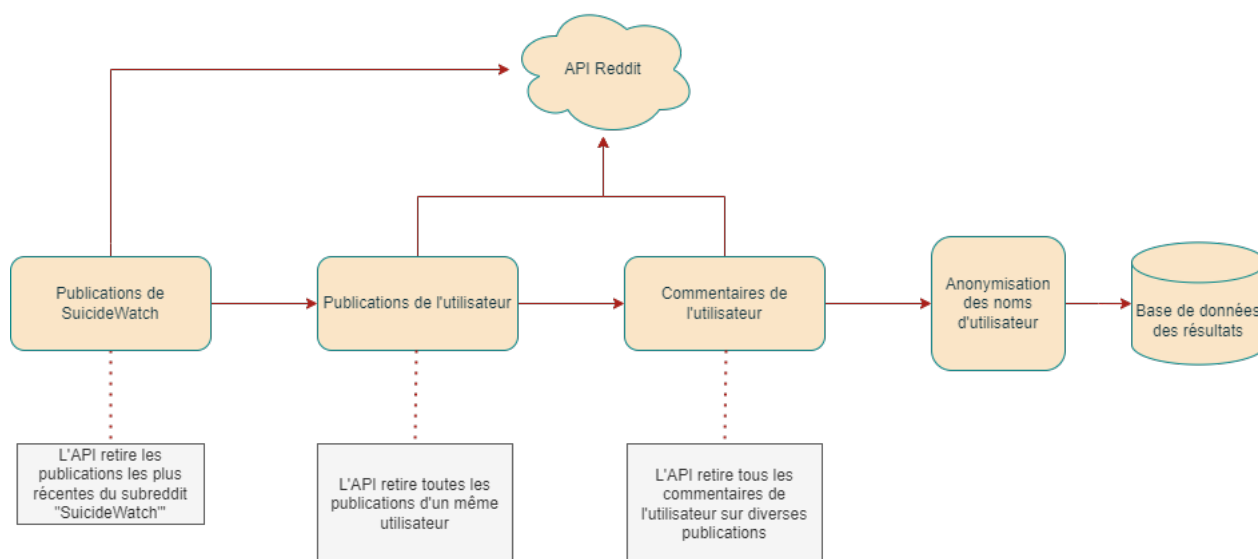 API Reddit
Publications de
SuicideWatch
Publications de l'utilisateur
Commentaires de
l'utilisateur
Anonymisation
des noms
d'utilisateur
Base de données
des résultats
L'API retire les
publications les plus
récentes du subreddit
"SuicideWatch"'
L'API retire toutes les
publications d'un même
utilisateur
L'API retire tous les
commentaires de
l'utilisateur sur diverses
publications